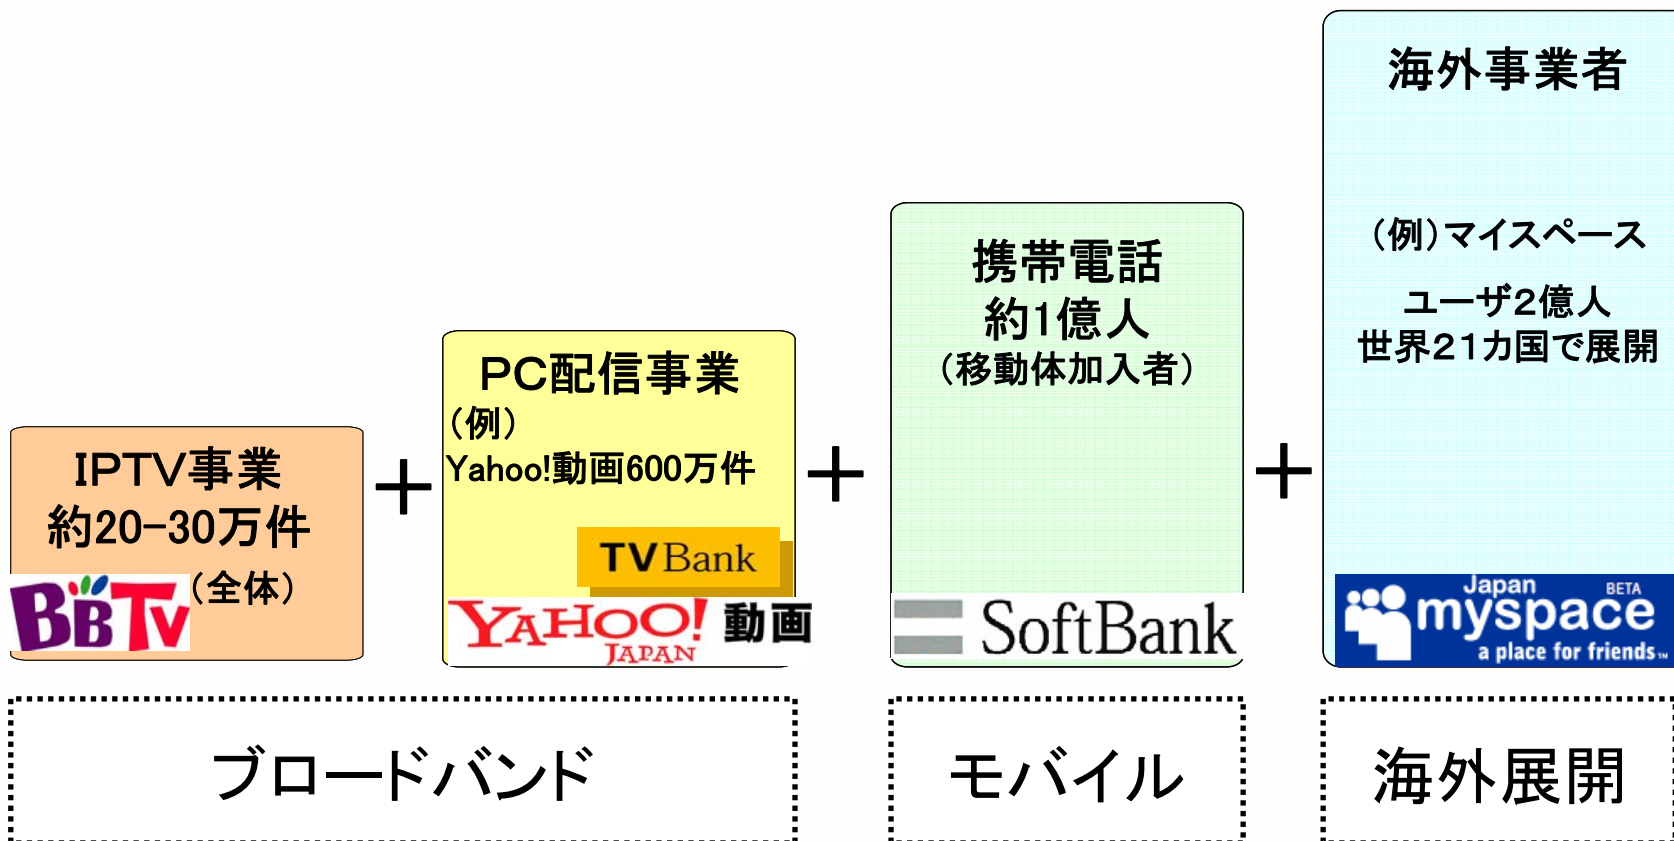 IPTV事業
約20-30万件
(全体)
BBTV
+
PC配信事業
(例)
Yahoo!動画600万件
TVBank
YAHOO! 動画
JAPAN
+
携帯電話
約1億人
(移動体加入者)
SoftBank
+
海外事業者
(例)マイスペース
ユーザ2億人
世界21カ国で展開
Japan BETA
myspace
a place for friends™
ブロードバンド
モバイル
海外展開